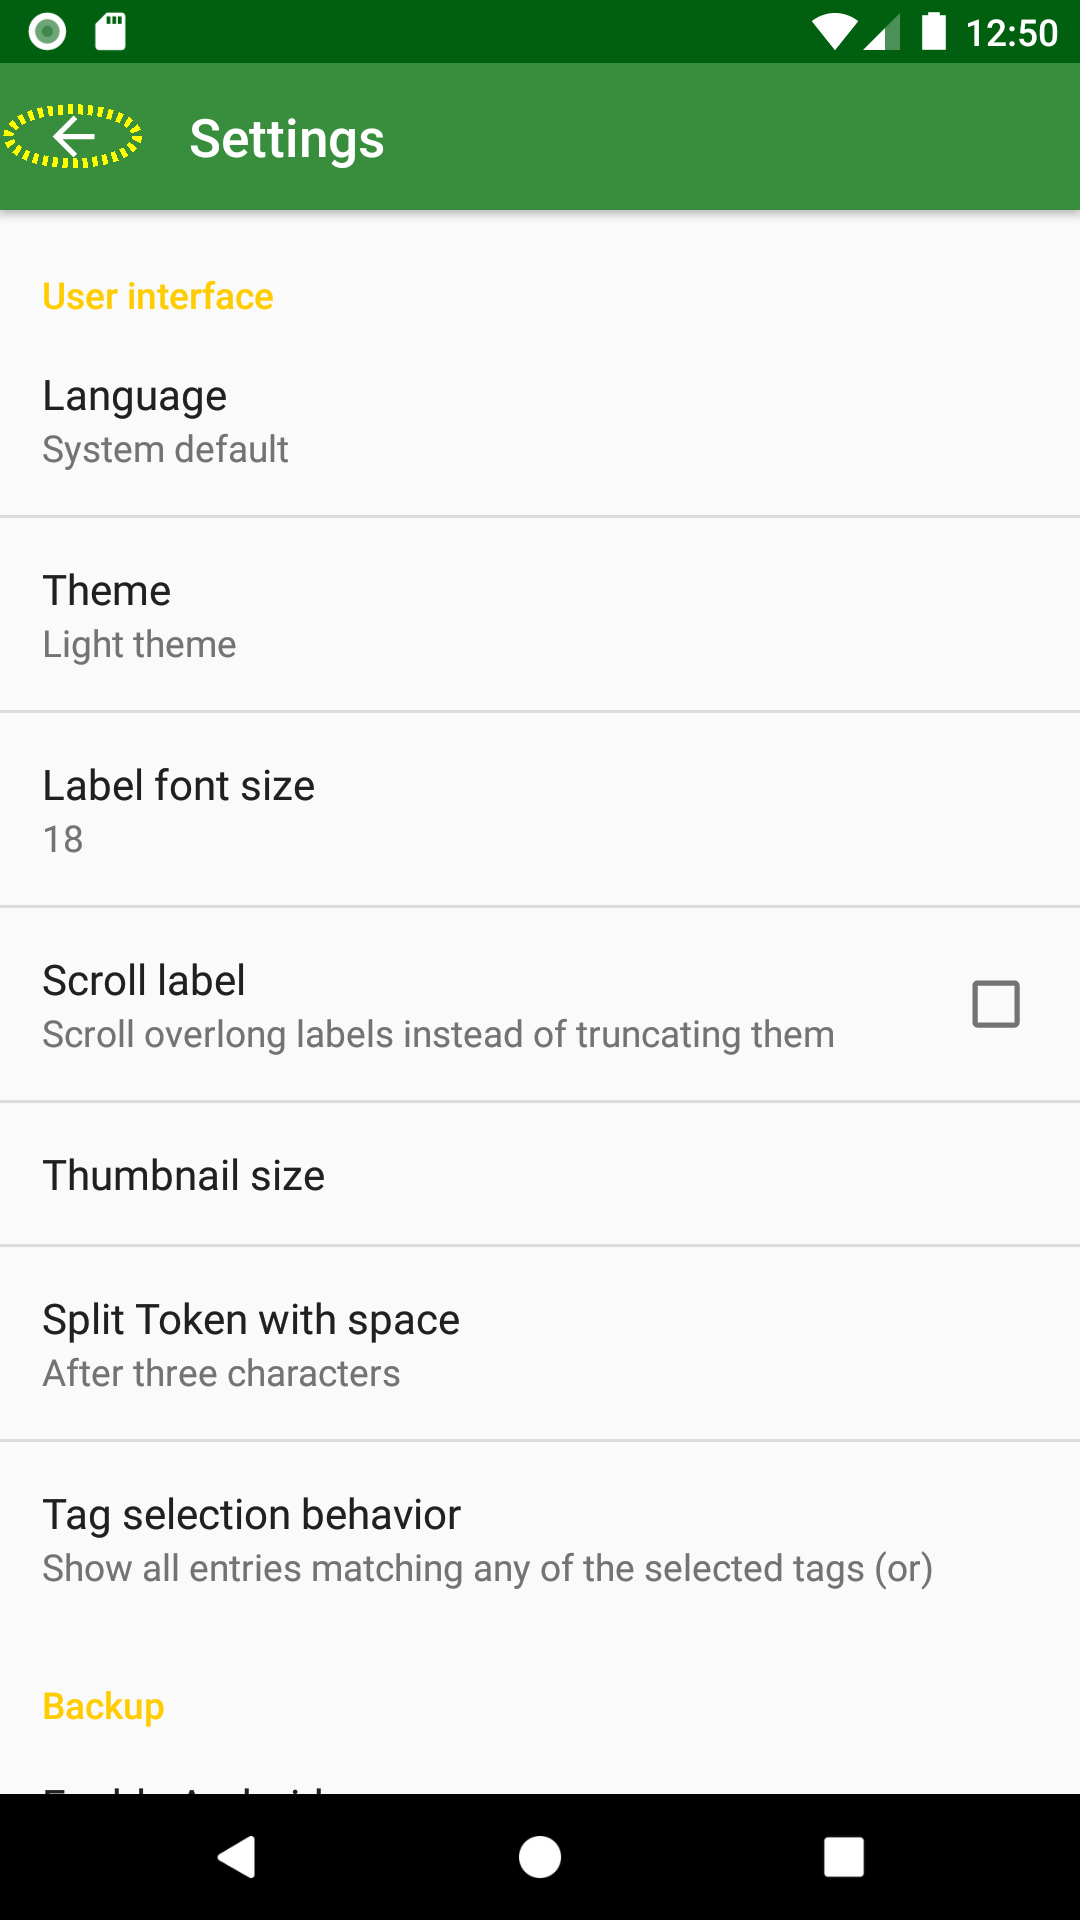 12:50
Settings
User interface
Language
System default
Theme
Light theme
Label font size
18
Scroll label
Scroll overlong labels instead of truncating them
Thumbnail size
Split Token with space
After three characters
Tag selection behavior
Show all entries matching any of the selected tags (or)
Backup